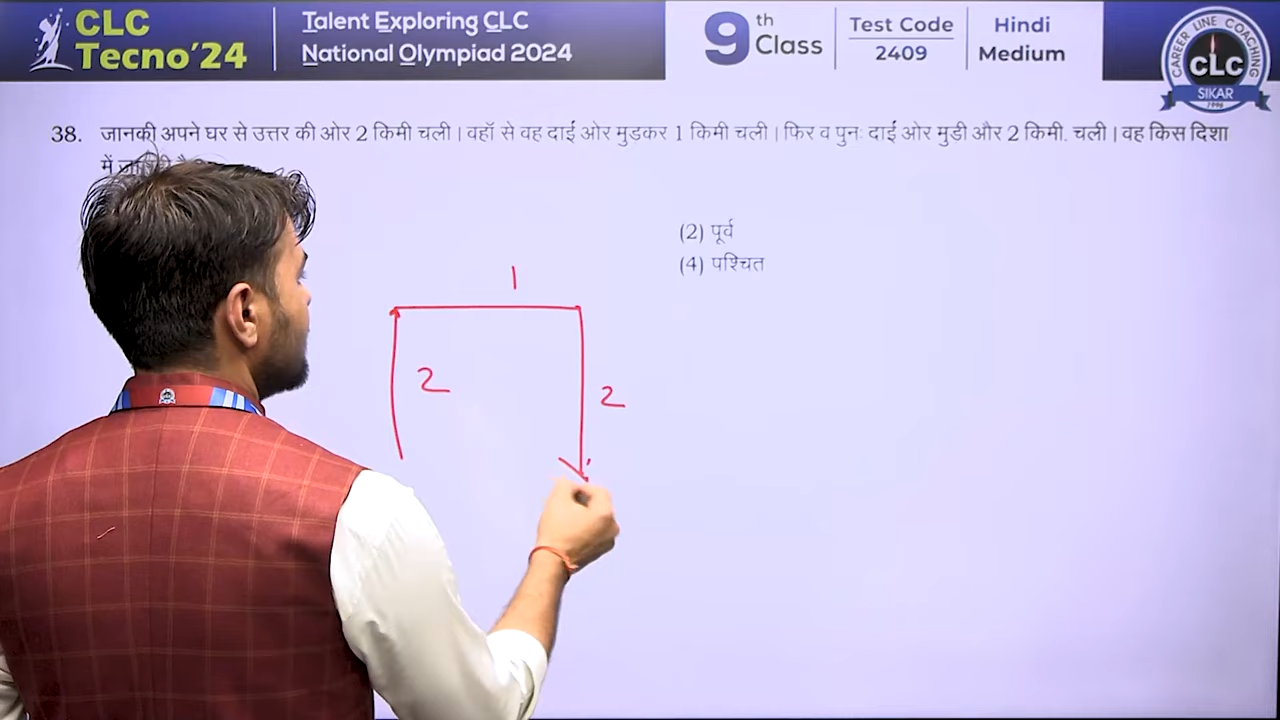 CLC
Tecno'24
Talent Exploring CLC
National Olympiad 2024
9th Class
Test Code
2409
Hindi
Medium
CAREER LINE COACHING
CLC
SIKAR
1996
38. जानकी अपने घर से उत्तर की ओर 2 किमी चली। वहॉ से वह दाईं ओर मुड़कर 1 किमी चली। फिर व पुनः दाईं ओर मुड़ी और 2 किमी. चली। वह किस दिशा
में
(2) पूर्व
(4) पश्चित
1
2
2